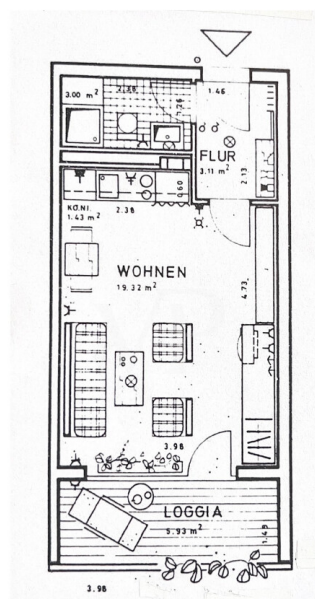 3.00 m²
2.38
1.26
1.46
FLUR
3.11 m²
2.13
KO.NI.
1.43 m²
2.38
0.60
WOHNEN
19.32 m²
4.73
3.98
LOGGIA
5.93 m²
1.49
3.98